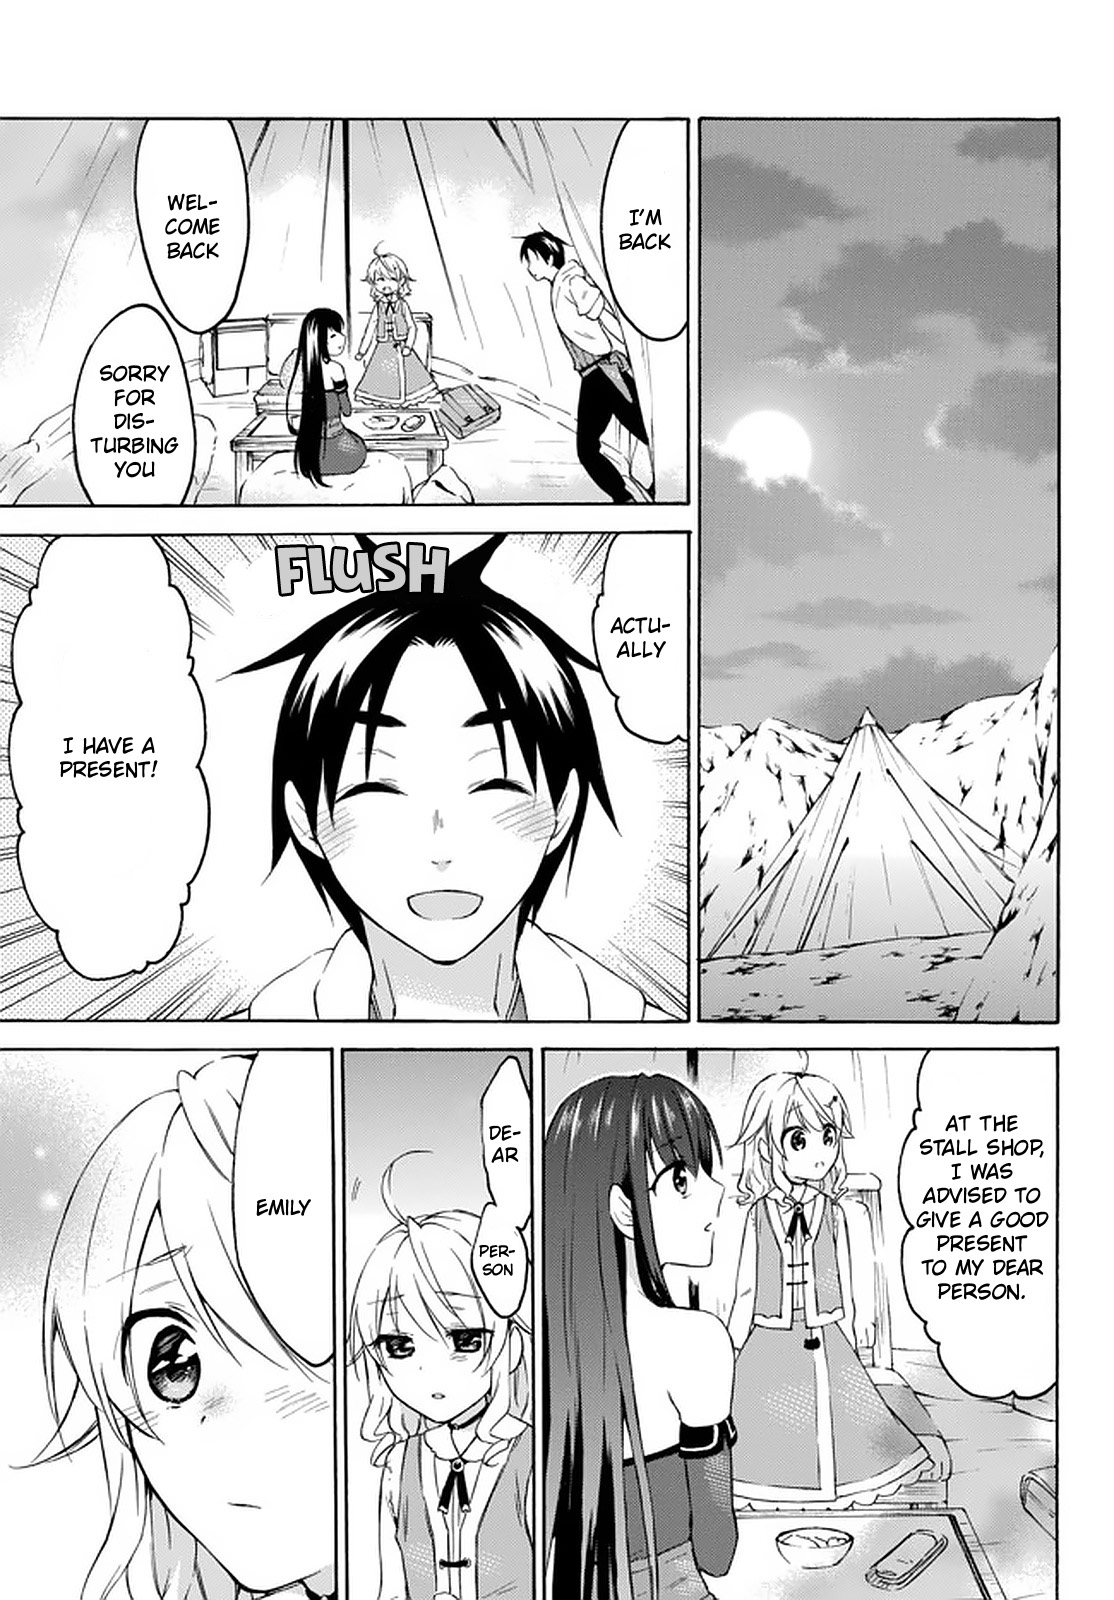 I'M
BACK
WEL-
COME
BACK
SORRY
FOR
DIS-
TURBING
YOU
FLUSH
ACTU-
ALLY
I HAVE A
PRESENT!
AT THE
STALL SHOP,
I WAS
ADVISED TO
GIVE A GOOD
PRESENT
TO MY DEAR
PERSON.
DE-
AR
PER-
SON
EMILY